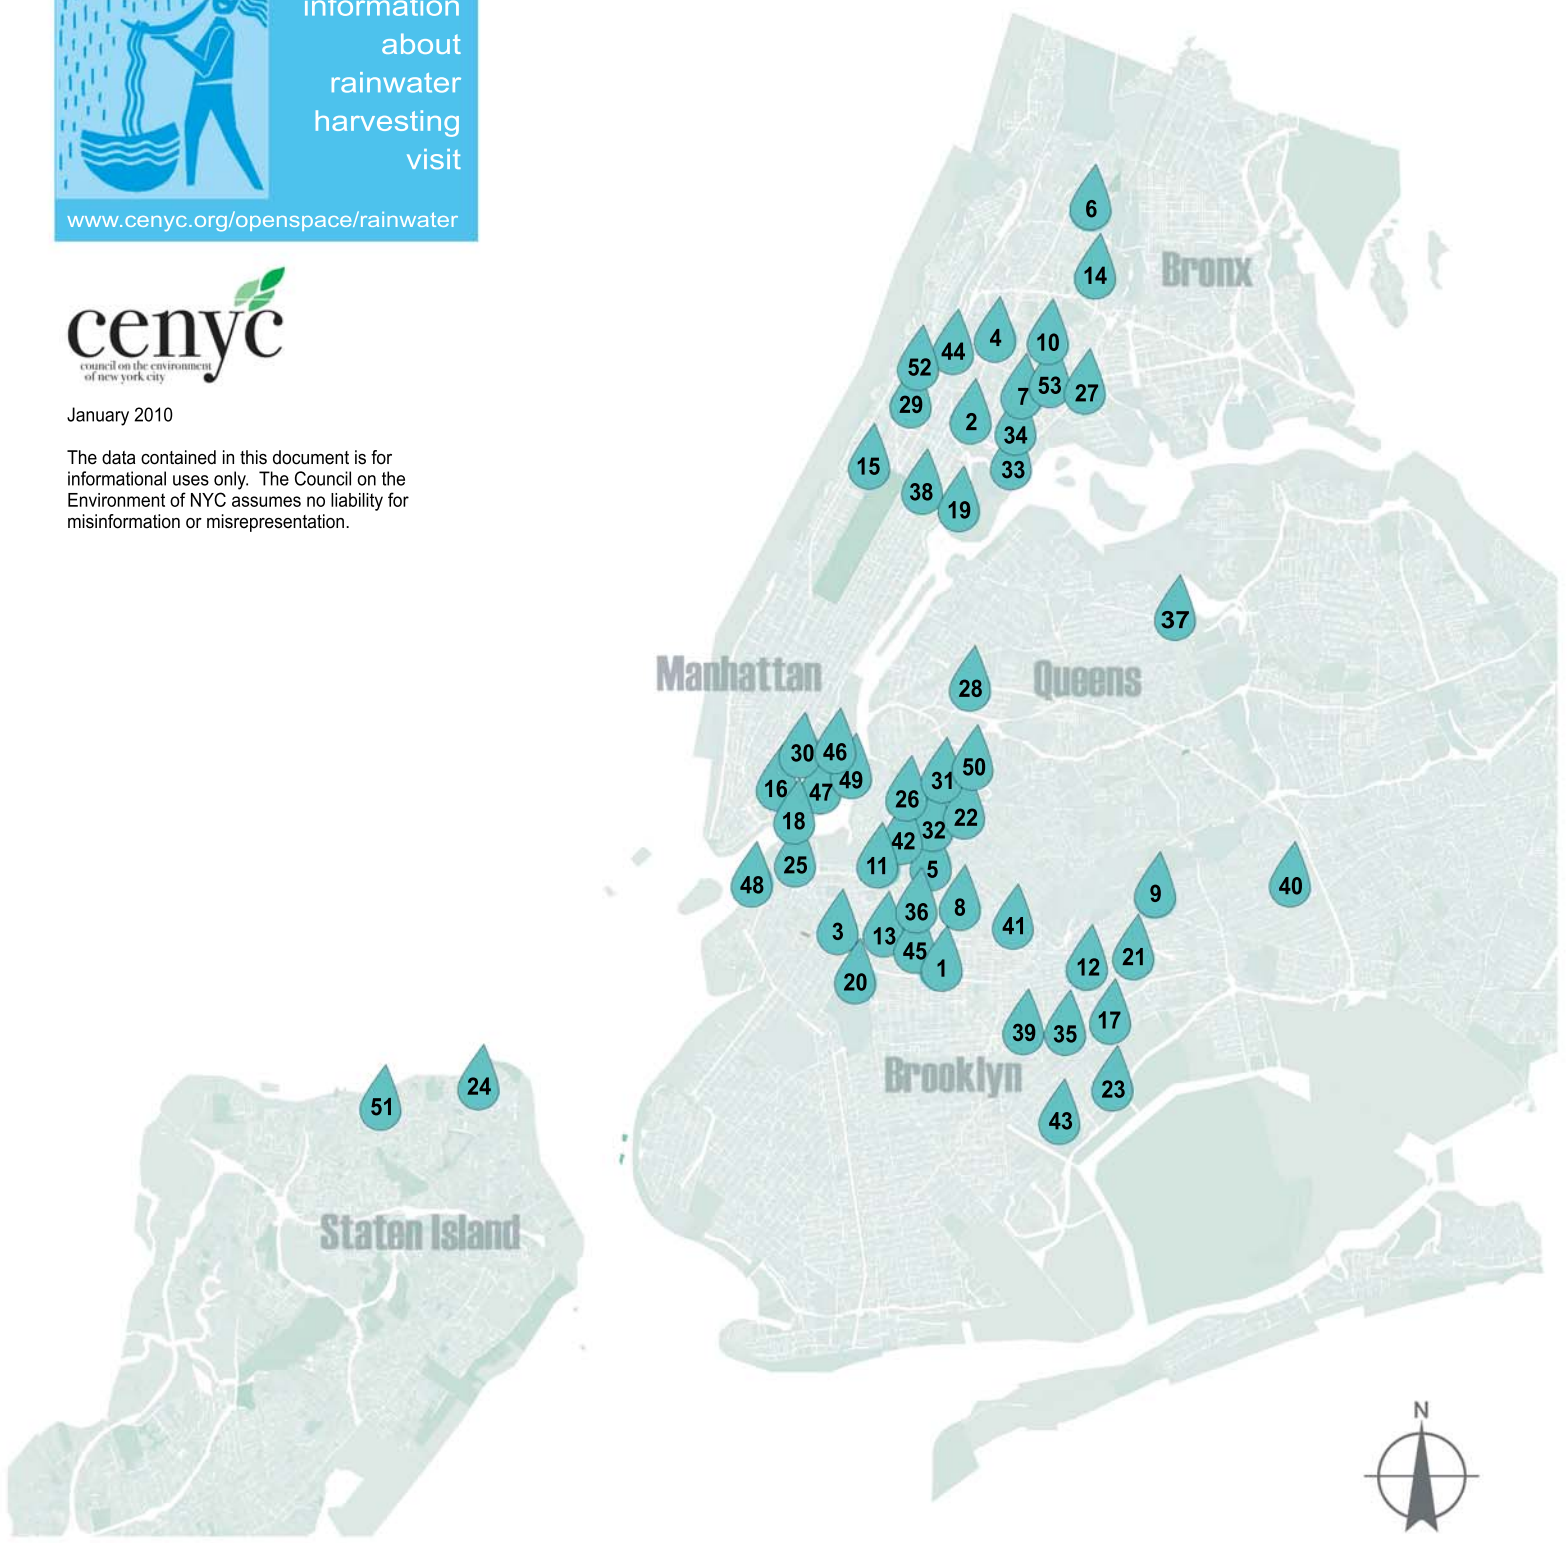 information
about
rainwater
harvesting
visit
www.cenyc.org/openspace/rainwater
cenyc
council on the environment
of new york city
January 2010
The data contained in this document is for
informational uses only. The Council on the
Environment of NYC assumes no liability for
misinformation or misrepresentation.
6
14
Bronx
4
10
44
52
53
27
7
29
2
34
15
33
38
19
37
Manhattan
28
Queens
30
46
50
49
31
16
47
26
22
18
32
42
25
11
5
48
40
9
8
36
41
3
13
45
21
12
1
20
17
39
35
Brooklyn
24
23
51
43
Staten Island
N